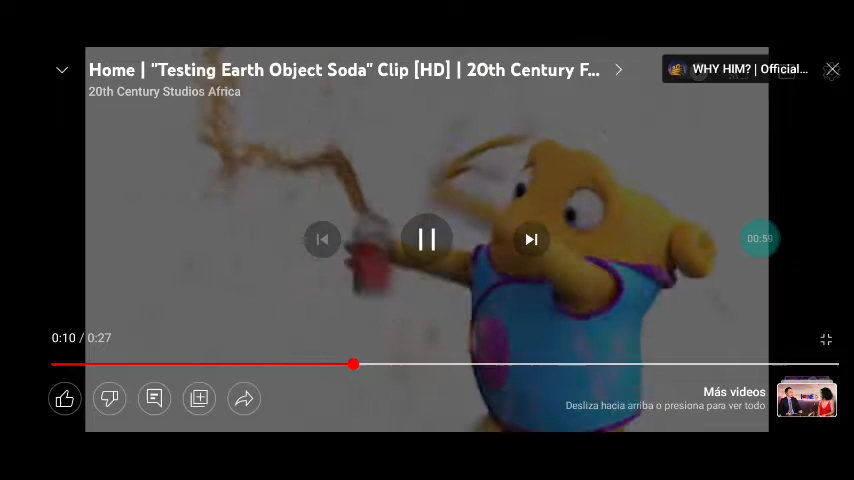 Home | "Testing Earth Object Soda" Clip [HD] | 20th Century F...
WHY HIM? | Official...
20th Century Studios Africa
00:59
0:10 / 0:27
Más videos
Desliza hacia arriba o presiona para ver todo